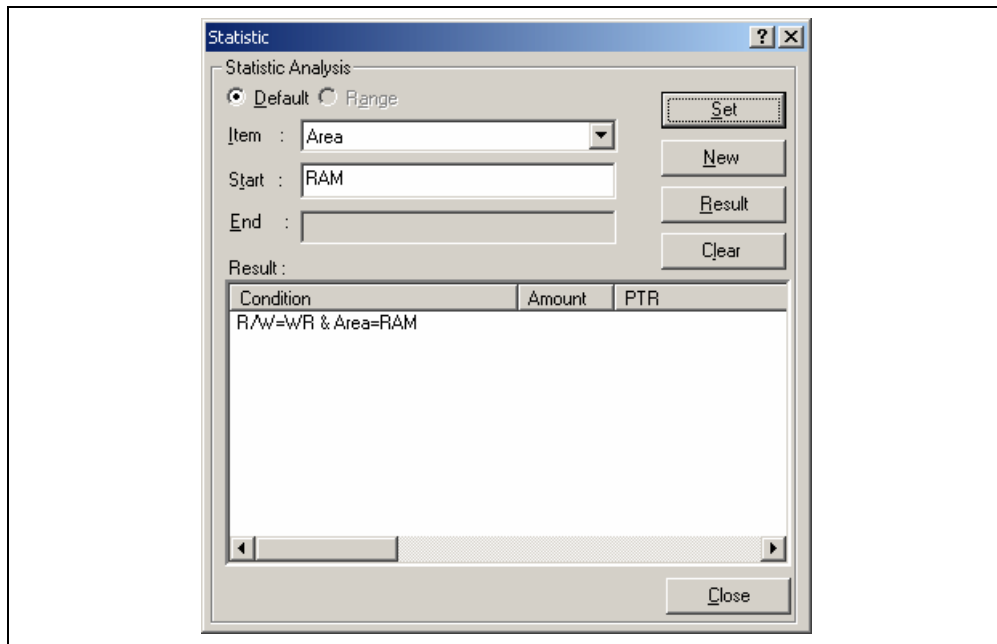 Statistic
Statistic Analysis
Default Range
Item : Area
Start : RAM
End :
Set
New
Result
Clear
Result :
Condition Amount PTR
R/W=WR & Area=RAM
Close